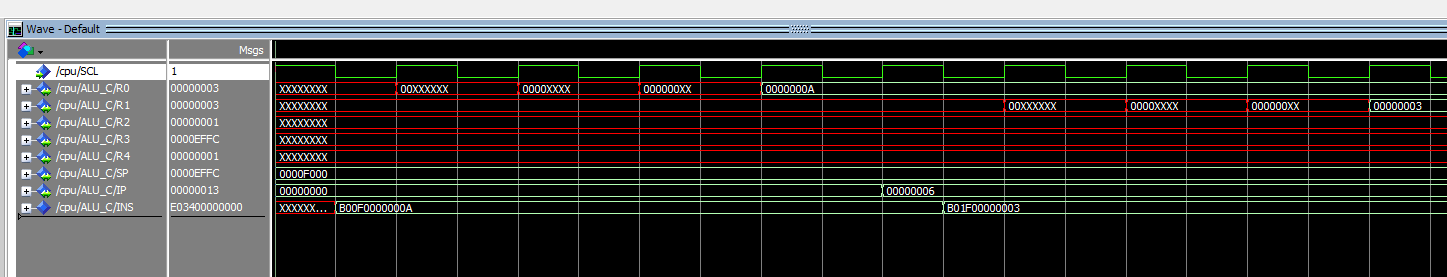 Wave - Default
Msgs
/cpu/SCL 1
/cpu/ALU_C/R0 00000003 XXXXXXXX 00XXXXXX 0000XXXX 000000XX 0000000A
/cpu/ALU_C/R1 00000003 XXXXXXXX 00XXXXXX 0000XXXX 000000XX 00000003
/cpu/ALU_C/R2 00000001 XXXXXXXX
/cpu/ALU_C/R3 0000EFFC XXXXXXXX
/cpu/ALU_C/R4 00000001 XXXXXXXX
/cpu/ALU_C/SP 0000EFFC 0000F000
/cpu/ALU_C/IP 00000013 00000000 00000006
/cpu/ALU_C/INS E03400000000 XXXXXX... B00F0000000A B01F00000003